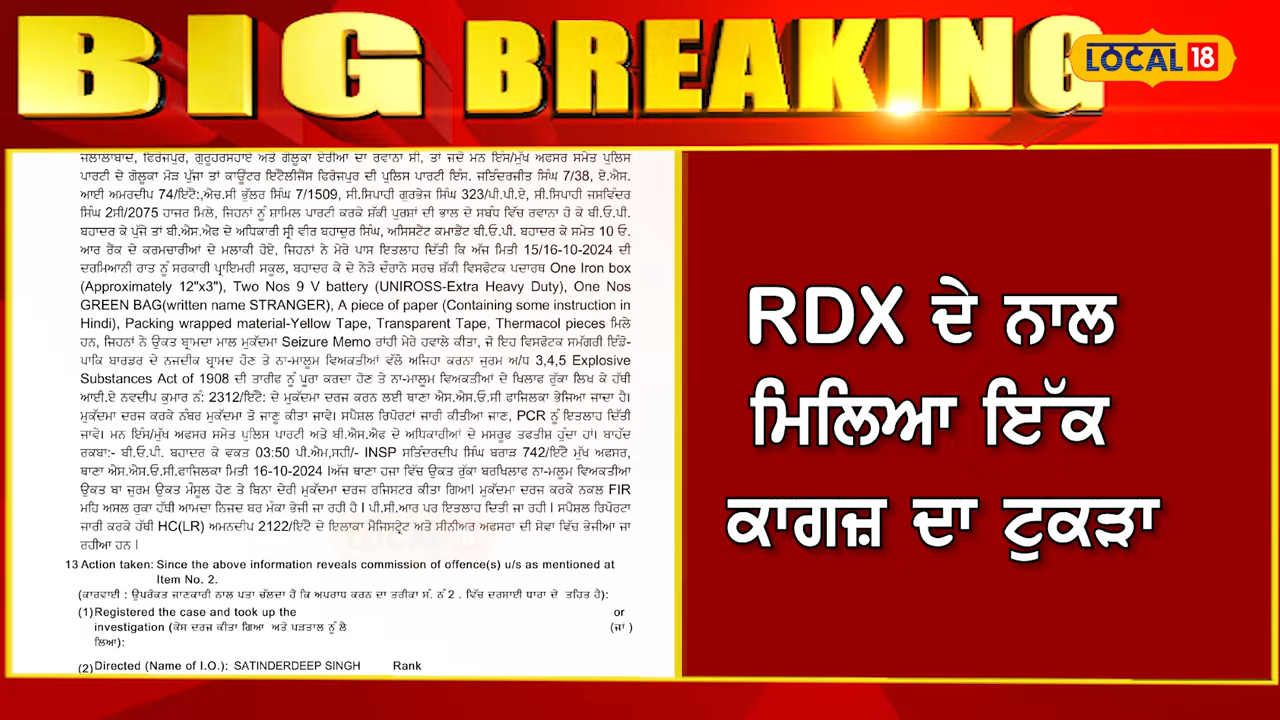 BIG BREAKING
LOCAL 18
ਜਲਾਲਾਬਾਦ, ਫਿਰੋਜਪੁਰ, ਗੁਰੂਹਰਸਹਾਏ ਅਤੇ ਗੋਲੂਕਾ ਏਰੀਆ ਦਾ ਰਵਾਨਾ ਸੀ, ਤਾਂ ਜਦੋ ਮਨ ਇੰਸ/ਮੁੱਖ ਅਫਸਰ ਸਮੇਤ ਪੁਲਿਸ
ਪਾਰਟੀ ਦੇ ਗੋਲੂਕਾ ਮੋੜ ਪੁੱਜਾ ਤਾਂ ਕਾਊਂਟਰ ਇੰਟੈਲੀਜੈਂਸ ਫਿਰੋਜਪੁਰ ਦੀ ਪੁਲਿਸ ਪਾਰਟੀ ਇੰਸ. ਜਤਿੰਦਰਜੀਤ ਸਿੰਘ 7/38, ਏ.ਐਸ.
ਆਈ ਅਮਰਦੀਪ 74/ਇੰਟੈ:,ਐਚ.ਸੀ ਭੁੱਲਰ ਸਿੰਘ 7/1509, ਸੀ.ਸਿਪਾਹੀ ਗੁਰਭੇਜ ਸਿੰਘ 323/ਪੀ.ਪੀ.ਏ, ਸੀ.ਸਿਪਾਹੀ ਜਸਵਿੰਦਰ
ਸਿੰਘ 2ਸੀ/2075 ਹਾਜਰ ਮਿਲੇ, ਜਿਹਨਾਂ ਨੂੰ ਸ਼ਾਮਿਲ ਪਾਰਟੀ ਕਰਕੇ ਸ਼ੱਕੀ ਪੁਰਸ਼ਾਂ ਦੀ ਭਾਲ ਦੇ ਸਬੰਧ ਵਿੱਚ ਰਵਾਨਾ ਹੋ ਕੇ ਬੀ.ਓ.ਪੀ.
ਬਹਾਦਰ ਕੇ ਪੁੱਜੇ ਤਾਂ ਬੀ.ਐਸ.ਐਫ ਦੇ ਅਧਿਕਾਰੀ ਸ੍ਰੀ ਵੀਰ ਬਹਾਦੁਰ ਸਿੰਘ, ਅਸਿਸਟੈਂਟ ਕਮਾਂਡੈਂਟ ਬੀ.ਓ.ਪੀ. ਬਹਾਦਰ ਕੇ ਸਮੇਤ 10 ਓ.
ਆਰ ਰੈਂਕ ਦੇ ਕਰਮਚਾਰੀਆਂ ਦੇ ਮਲਾਕੀ ਹੋਏ, ਜਿਹਨਾਂ ਨੇ ਮੇਰੇ ਪਾਸ ਇਤਲਾਹ ਦਿੱਤੀ ਕਿ ਅੱਜ ਮਿਤੀ 15/16-10-2024 ਦੀ
ਦਰਮਿਆਨੀ ਰਾਤ ਨੂੰ ਸਰਕਾਰੀ ਪ੍ਰਾਇਮਰੀ ਸਕੂਲ, ਬਹਾਦਰ ਕੇ ਦੇ ਨੇੜੇ ਦੌਰਾਨੇ ਸਰਚ ਸ਼ੱਕੀ ਵਿਸਫੋਟਕ ਪਦਾਰਥ One Iron box
(Approximately 12"x3"), Two Nos 9 V battery (UNIROSS-Extra Heavy Duty), One Nos
GREEN BAG(written name STRANGER), A piece of paper (Containing some instruction in
Hindi), Packing wrapped material-Yellow Tape, Transparent Tape, Thermacol pieces ਮਿਲੇ
ਹਨ, ਜਿਹਨਾਂ ਨੇ ਉਕਤ ਬ੍ਰਾਮਦਾ ਮਾਲ ਮੁਕੱਦਮਾ Seizure Memo ਰਾਂਹੀ ਮੇਰੇ ਹਵਾਲੇ ਕੀਤਾ, ਜੋ ਇਹ ਵਿਸਫੋਟਕ ਸਮੱਗਰੀ ਇੰਡੋ-
ਪਾਕਿ ਬਾਰਡਰ ਦੇ ਨਜਦੀਕ ਬ੍ਰਾਮਦ ਹੋਣ ਤੇ ਨਾ-ਮਾਲੂਮ ਵਿਅਕਤੀਆਂ ਵੱਲੋ ਅਜਿਹਾ ਕਰਨਾ ਜੁਰਮ ਅ/ਧ 3,4,5 Explosive
Substances Act of 1908 ਦੀ ਤਾਰੀਫ ਨੂੰ ਪੂਰਾ ਕਰਦਾ ਹੋਣ ਤੇ ਨਾ-ਮਾਲੂਮ ਵਿਅਕਤੀਆਂ ਦੇ ਖਿਲਾਫ ਰੁੱਕਾ ਲਿਖ ਕੇ ਹੱਥੀ
ਆਈ.ਏ ਨਵਦੀਪ ਕੁਮਾਰ ਨੰ: 2312/ਇੰਟੈ: ਦੇ ਮੁਕੱਦਮਾ ਦਰਜ ਕਰਨ ਲਈ ਥਾਣਾ ਐਸ.ਐਸ.ਓ.ਸੀ ਫਾਜਿਲਕਾ ਭੇਜਿਆ ਜਾਦਾ ਹੈ।
ਮੁਕੱਦਮਾ ਦਰਜ ਕਰਕੇ ਨੰਬਰ ਮੁਕੱਦਮਾ ਤੋ ਜਾਣੂ ਕੀਤਾ ਜਾਵੇ। ਸਪੈਸ਼ਲ ਰਿਪੋਰਟਾਂ ਜਾਰੀ ਕੀਤੀਆ ਜਾਣ, PCR ਨੂੰ ਇਤਲਾਹ ਦਿੱਤੀ
ਜਾਵੇ। ਮਨ ਇੰਸ/ਮੁੱਖ ਅਫਸਰ ਸਮੇਤ ਪੁਲਿਸ ਪਾਰਟੀ ਅਤੇ ਬੀ.ਐਸ.ਐਫ ਦੇ ਅਧਿਕਾਰੀਆਂ ਦੇ ਮਸਰੂਫ ਤਫਤੀਸ਼ ਹੁੰਦਾ ਹਾਂ। ਬਾਹੱਦ
ਰਕਬਾ:- ਬੀ.ਓ.ਪੀ. ਬਹਾਦਰ ਕੇ ਵਕਤ 03:50 ਪੀ.ਐਮ,ਸਹੀ/- INSP ਸਤਿੰਦਰਦੀਪ ਸਿੰਘ ਬਰਾੜ 742/ਇੰਟੈ ਮੁੱਖ ਅਫਸਰ,
ਥਾਣਾ ਐਸ.ਐਸ.ਓ.ਸੀ.ਫਾਜਿਲਕਾ ਮਿਤੀ 16-10-2024 ।ਅੱਜ ਥਾਣਾ ਹਜਾ ਵਿੱਚ ਉਕਤ ਰੁੱਕਾ ਬਰਖਿਲਾਫ ਨਾ-ਮਾਲੂਮ ਵਿਅਕਤੀਆ
ਉਕਤ ਬਾ ਜੁਰਮ ਉਕਤ ਮੌਸੂਲ ਹੋਣ ਤੇ ਬਿਨਾ ਦੇਰੀ ਮੁਕੱਦਮਾ ਦਰਜ ਰਜਿਸਟਰ ਕੀਤਾ ਗਿਆ। ਮੁਕੱਦਮਾ ਦਰਜ ਕਰਕੇ ਨਕਲ FIR
ਮਹਿ ਅਸਲ ਰੁਕਾ ਹੱਥੀ ਆਮਦਾ ਨਿਜਦ ਬਰ ਮੌਕਾ ਭੇਜੀ ਜਾ ਰਹੀ ਹੈ । ਪੀ.ਸੀ.ਆਰ ਪਰ ਇਤਲਾਹ ਦਿਤੀ ਜਾ ਰਹੀ । ਸਪੈਸ਼ਲ ਰਿਪੋਰਟਾ
ਜਾਰੀ ਕਰਕੇ ਹੱਥੀ HC(LR) ਅਮਨਦੀਪ 2122/ਇੰਟੈ ਦੇ ਇਲਾਕਾ ਮੈਜਿਸਟ੍ਰੇਟ ਅਤੇ ਸੀਨੀਅਰ ਅਫਸਰਾ ਦੀ ਸੇਵਾ ਵਿੱਚ ਭੇਜੀਆ ਜਾ
ਰਹੀਆ ਹਨ ।
13 Action taken: Since the above information reveals commission of offence(s) u/s as mentioned at
Item No. 2.
(ਕਾਰਵਾਈ : ਉਪਰੋਕਤ ਜਾਣਕਾਰੀ ਨਾਲ ਪਤਾ ਚੱਲਦਾ ਹੈ ਕਿ ਅਪਰਾਧ ਕਰਨ ਦਾ ਤਰੀਕਾ ਸੰ. ਨੰ 2 . ਵਿੱਚ ਦਰਸਾਈ ਧਾਰਾ ਦੇ ਤਹਿਤ ਹੈ):
(1) Registered the case and took up the or
investigation (ਕੇਸ ਦਰਜ ਕੀਤਾ ਗਿਆ ਅਤੇ ਪੜਤਾਲ ਨੂੰ ਲੈ (ਜਾਂ )
ਲਿਆ):
(2) Directed (Name of I.O.): SATINDERDEEP SINGH Rank
RDX ਦੇ ਨਾਲ
ਮਿਲਿਆ ਇੱਕ
ਕਾਗਜ਼ ਦਾ ਟੁਕੜਾ